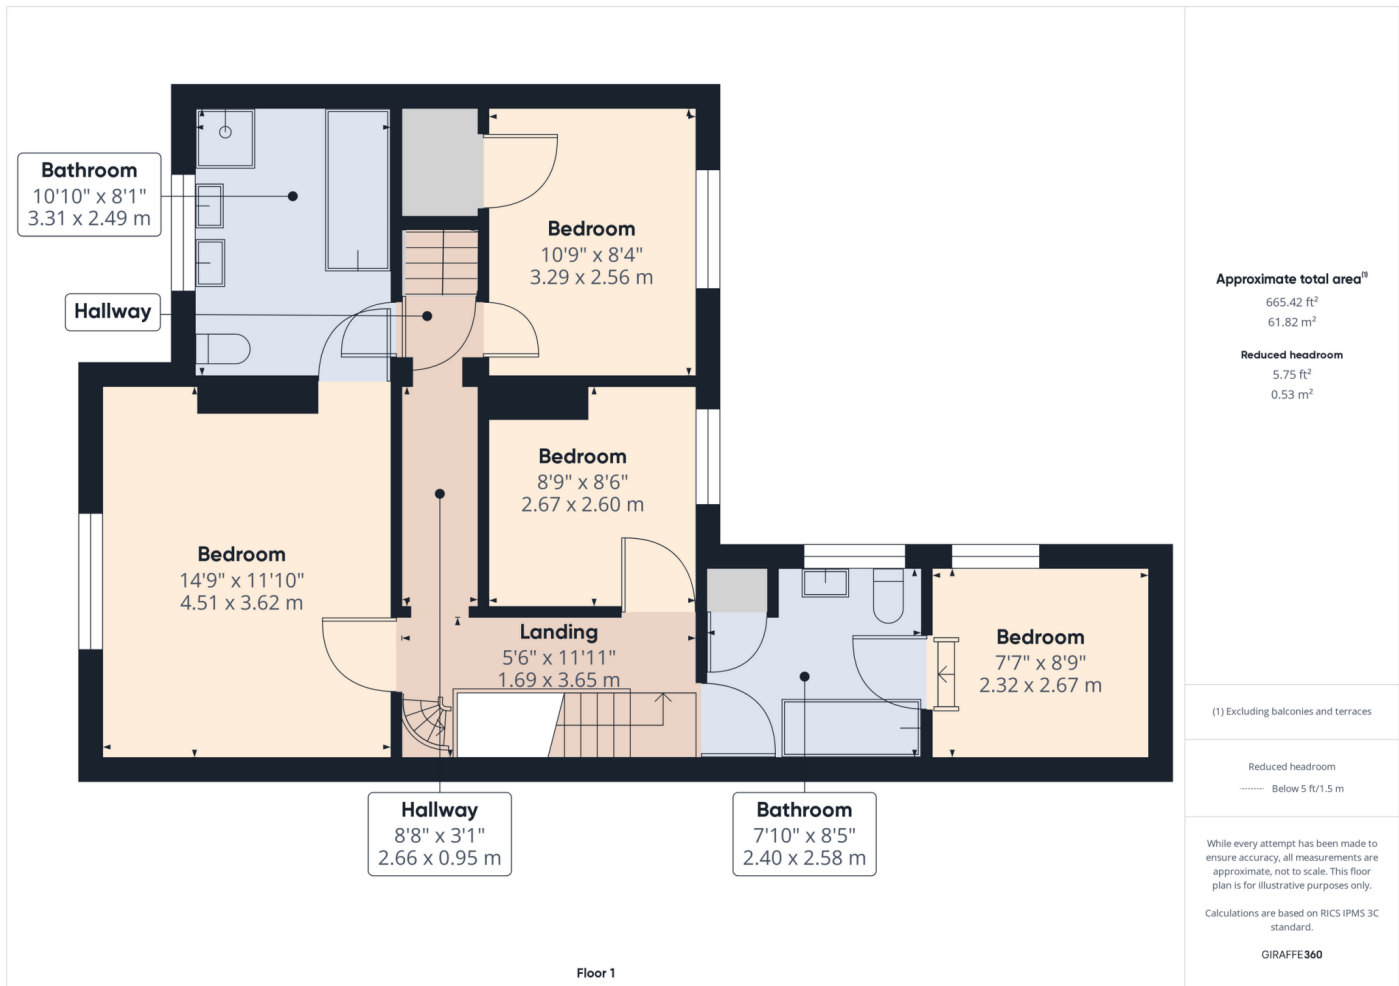 Bathroom
10'10" x 8'1"
3.31 x 2.49 m
Hallway
Bedroom
10'9" x 8'4"
3.29 x 2.56 m
Bedroom
8'9" x 8'6"
2.67 x 2.60 m
Bedroom
14'9" x 11'10"
4.51 x 3.62 m
Landing
5'6" x 11'11"
1.69 x 3.65 m
Bedroom
7'7" x 8'9"
2.32 x 2.67 m
Hallway
8'8" x 3'1"
2.66 x 0.95 m
Bathroom
7'10" x 8'5"
2.40 x 2.58 m
Floor 1
Approximate total area(1)
665.42 ft²
61.82 m²
Reduced headroom
5.75 ft²
0.53 m²
(1) Excluding balconies and terraces
Reduced headroom
Below 5 ft/1.5 m
While every attempt has been made to
ensure accuracy, all measurements are
approximate, not to scale. This floor
plan is for illustrative purposes only.
Calculations are based on RICS IPMS 3C
standard.
GIRAFFE360